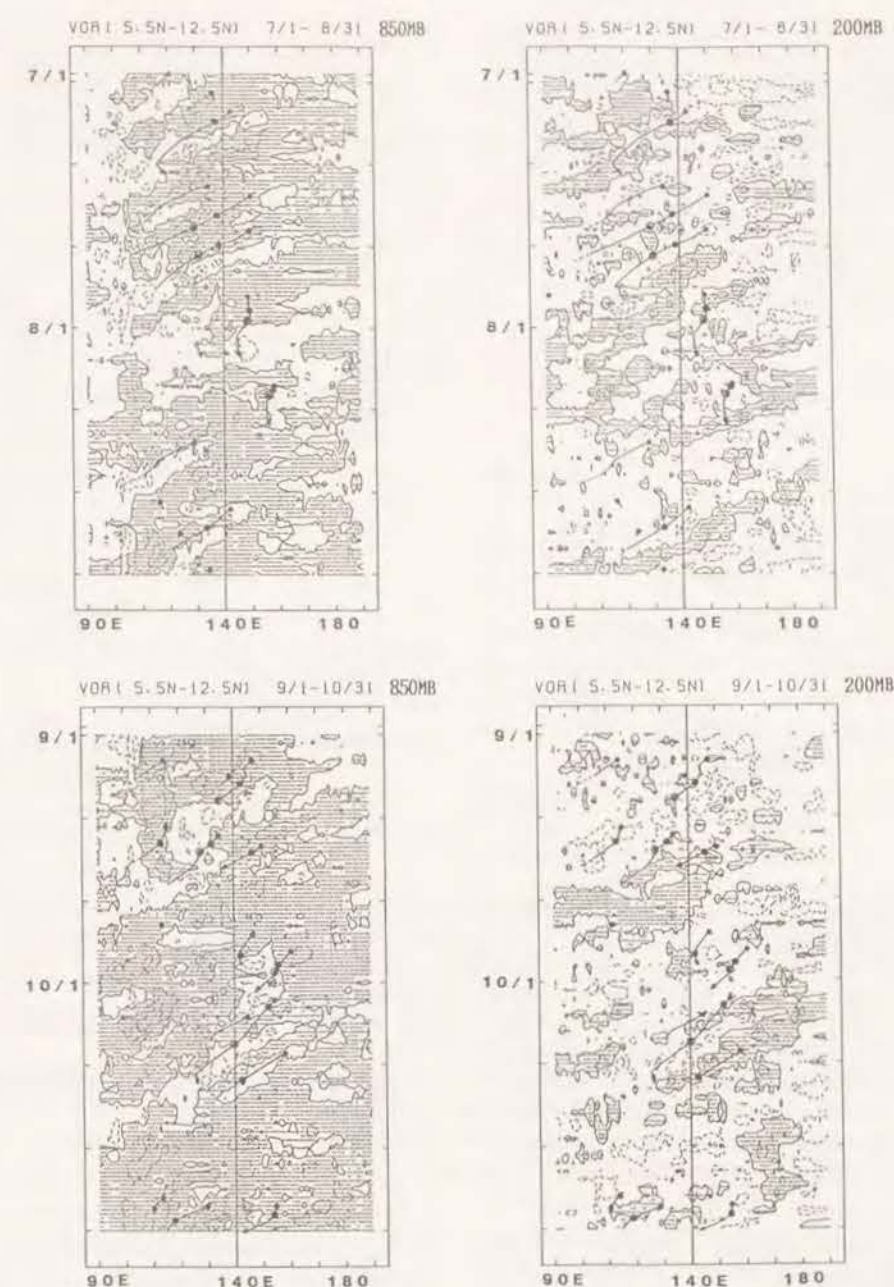 VOR( 5.5N-12.5N) 7/1- 8/31 850MB
7/1
8/1
90E 140E 180
VOR( 5.5N-12.5N) 7/1- 8/31 200MB
7/1
8/1
90E 140E 180
VOR( 5.5N-12.5N) 9/1-10/31 850MB
9/1
10/1
90E 140E 180
VOR( 5.5N-12.5N) 9/1-10/31 200MB
9/1
10/1
90E 140E 180